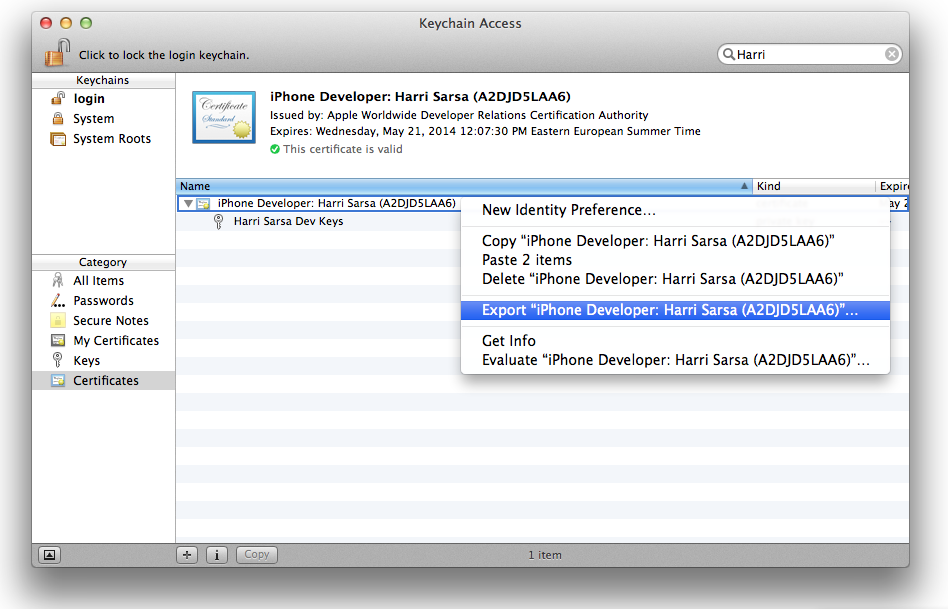 Keychain Access
Click to lock the login keychain.
Harri
Keychains
login
System
System Roots
Certificate
Standard
iPhone Developer: Harri Sarsa (A2DJD5LAA6)
Issued by: Apple Worldwide Developer Relations Certification Authority
Expires: Wednesday, May 21, 2014 12:07:30 PM Eastern European Summer Time
This certificate is valid
Name Kind Expire
iPhone Developer: Harri Sarsa (A2DJD5LAA6)
Harri Sarsa Dev Keys
New Identity Preference...
Copy “iPhone Developer: Harri Sarsa (A2DJD5LAA6)”
Paste 2 items
Delete “iPhone Developer: Harri Sarsa (A2DJD5LAA6)”
Export “iPhone Developer: Harri Sarsa (A2DJD5LAA6)”...
Get Info
Evaluate “iPhone Developer: Harri Sarsa (A2DJD5LAA6)”...
Category
All Items
Passwords
Secure Notes
My Certificates
Keys
Certificates
Copy
1 item